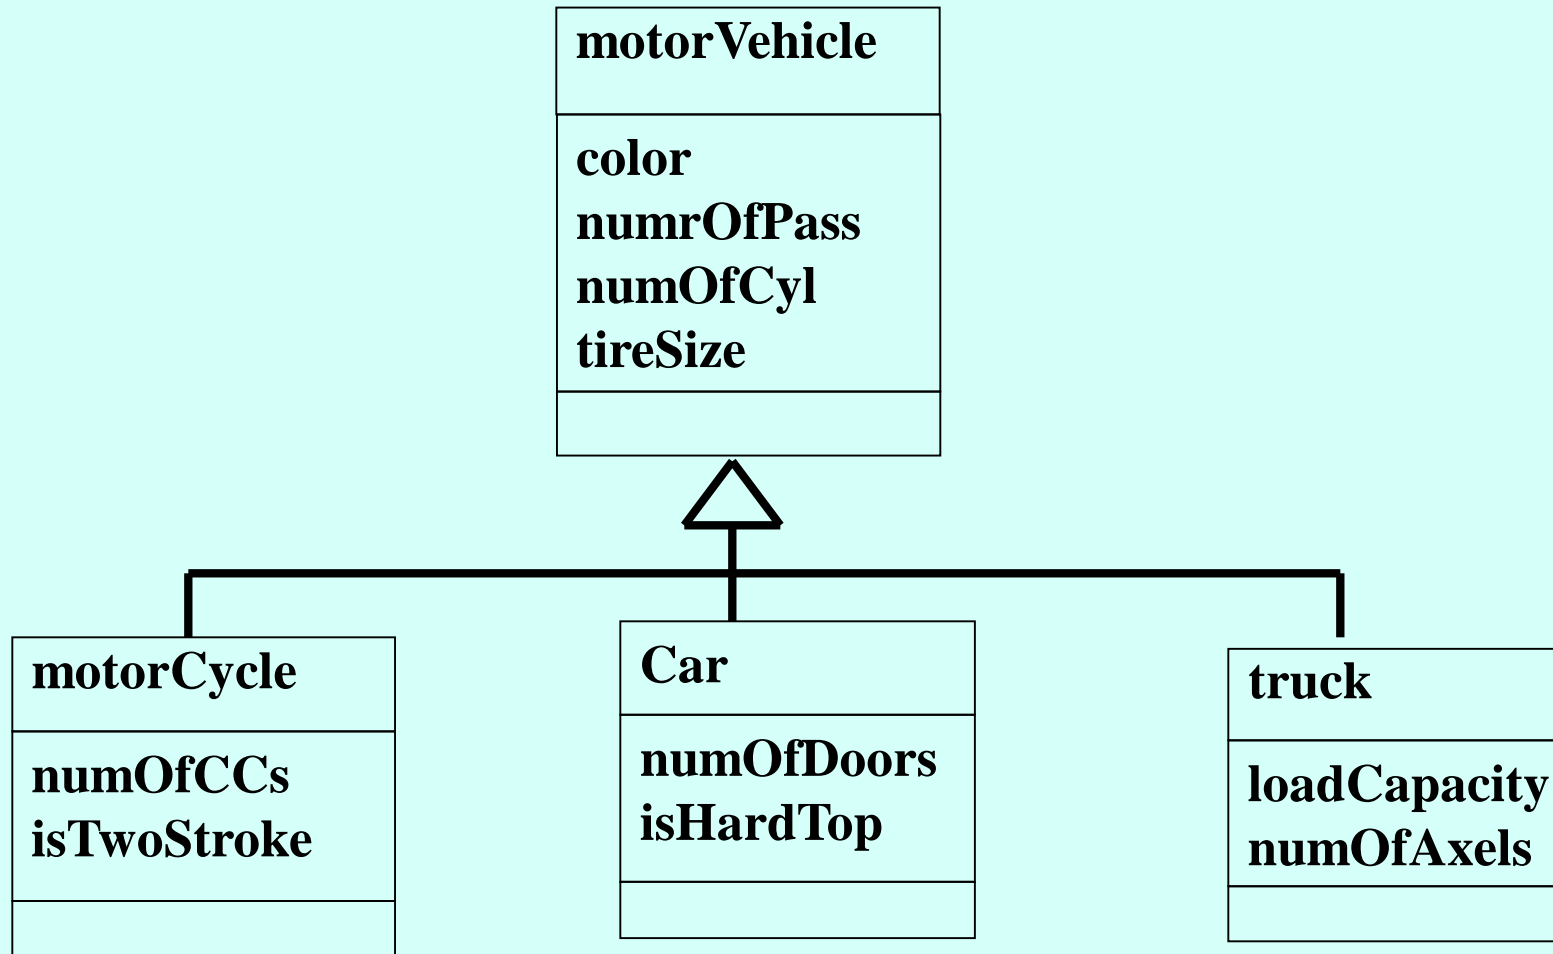 motorVehicle
color
numrOfPass
numOfCyl
tireSize
motorCycle
numOfCCs
isTwoStroke
Car
numOfDoors
isHardTop
truck
loadCapacity
numOfAxels